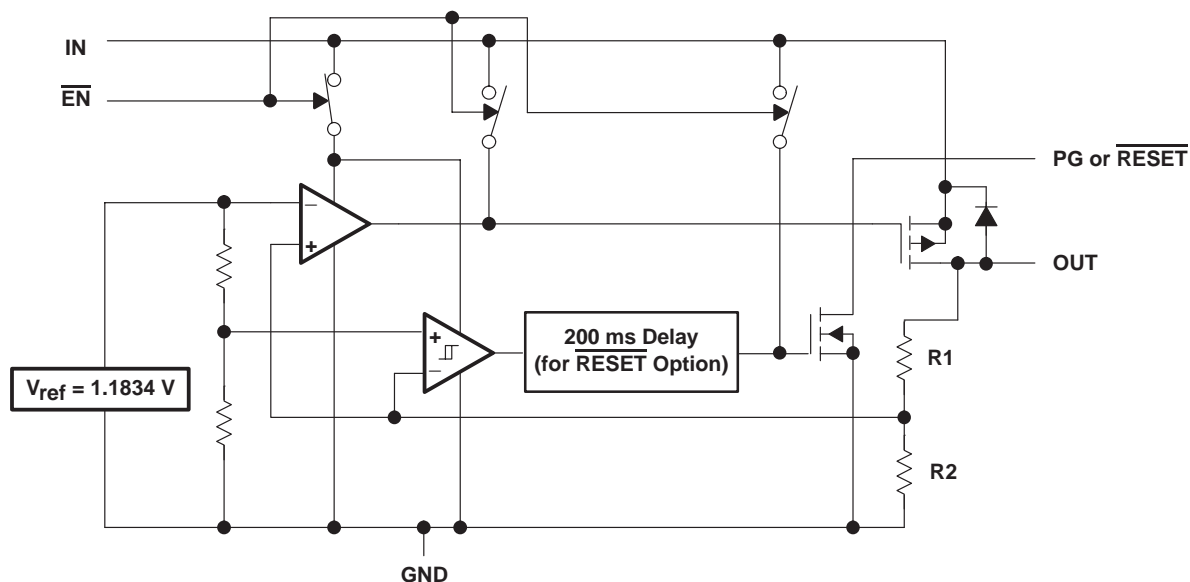 IN
EN
PG or RESET
−
+
OUT
+
−
200 ms Delay
(for RESET Option)
R1
Vref = 1.1834 V
R2
GND